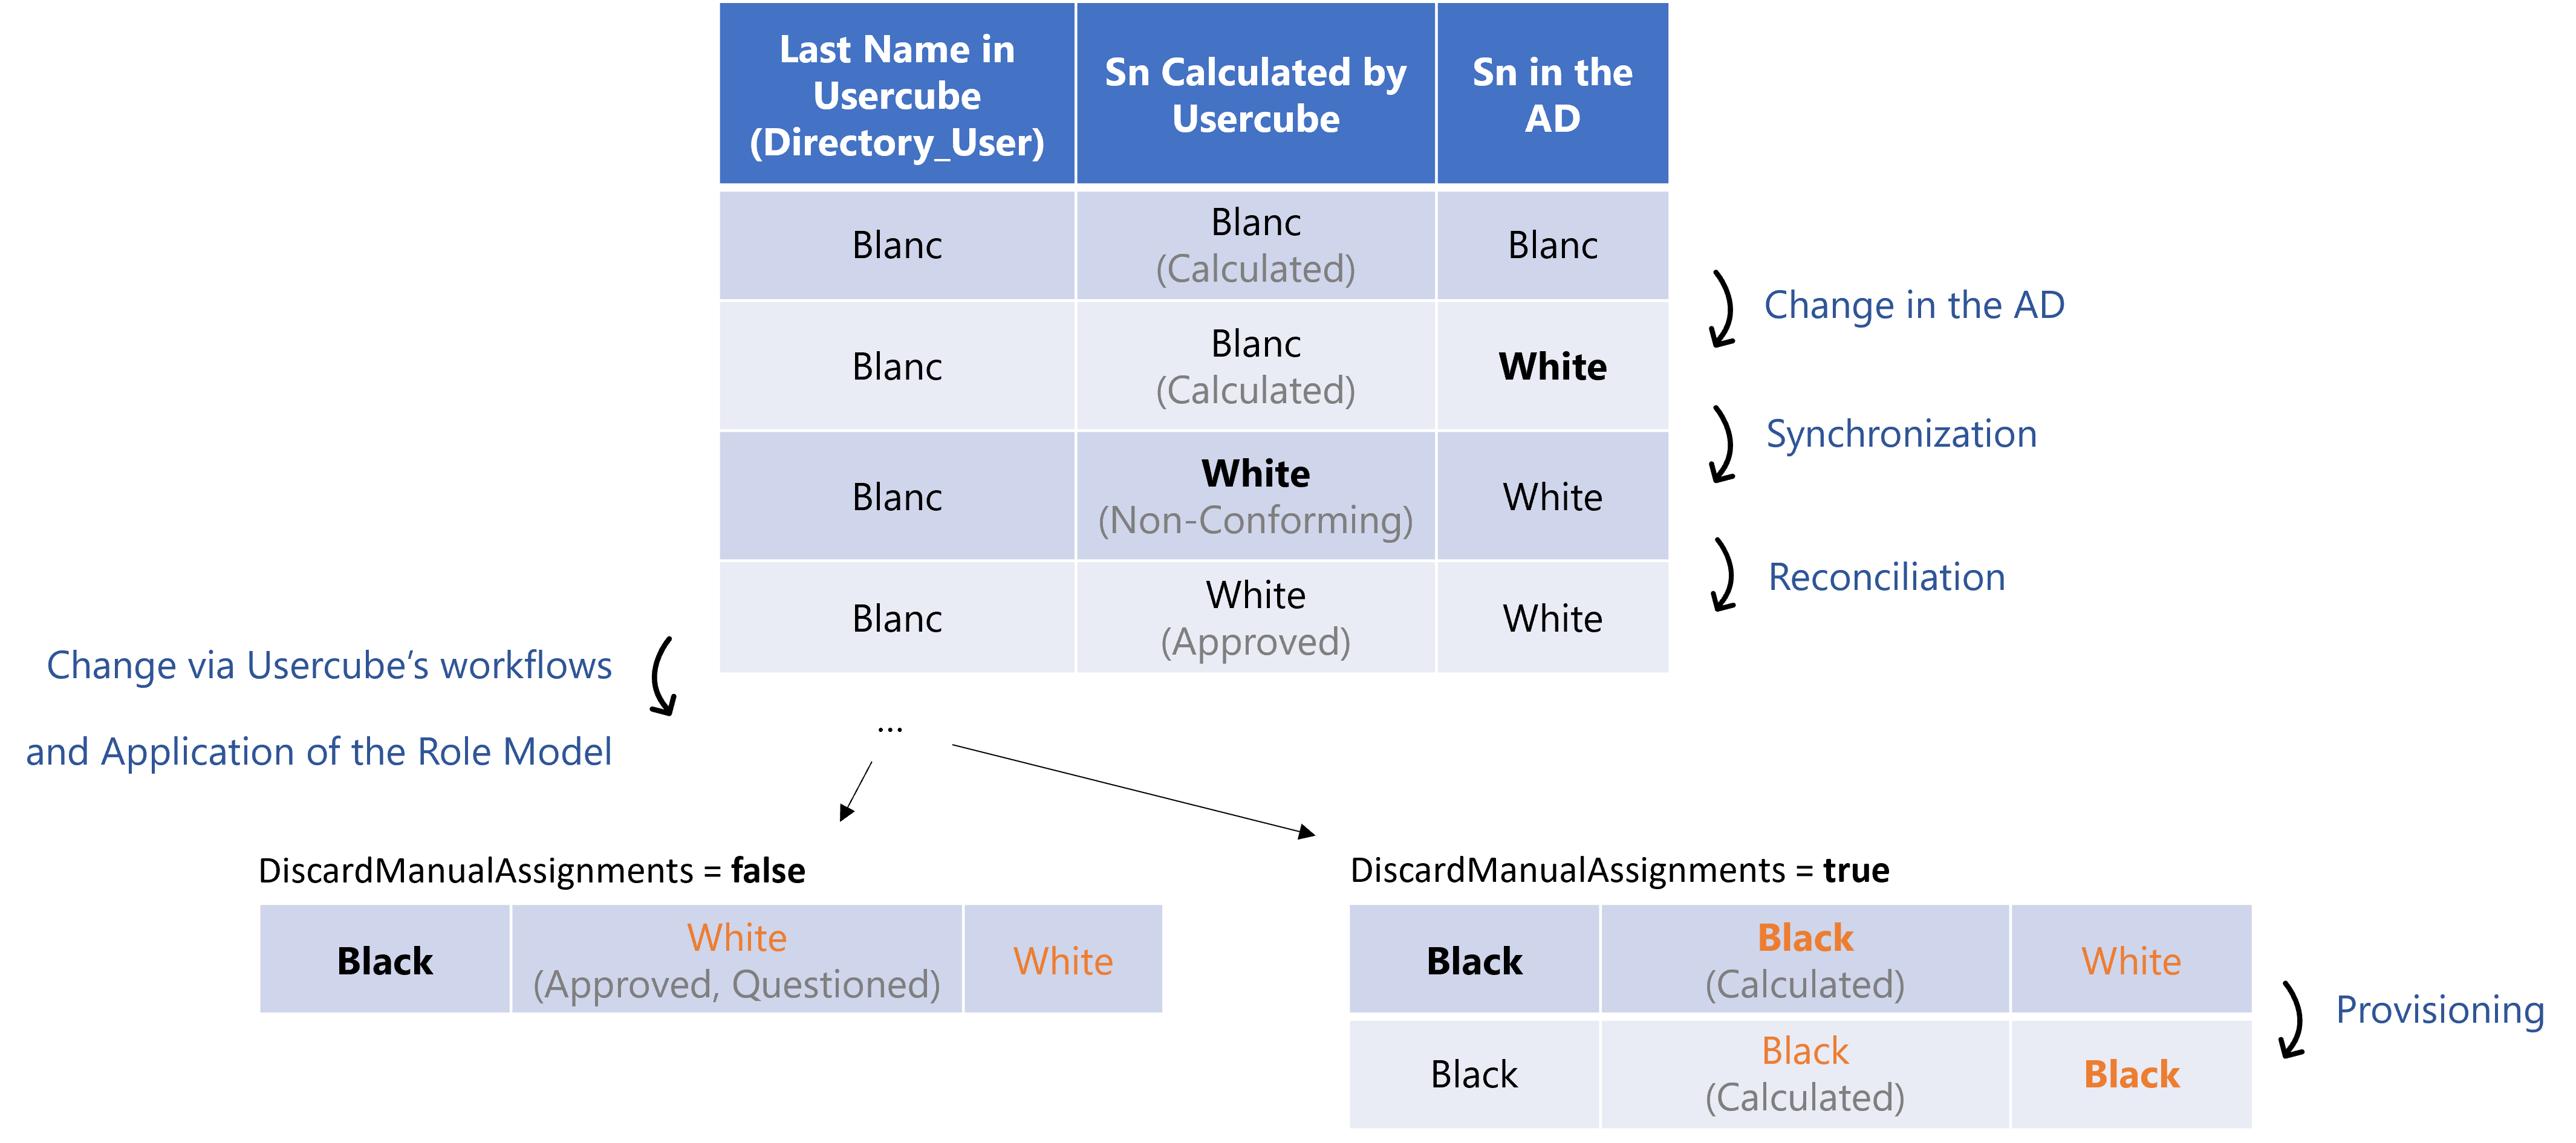 Last Name in
Usercube
(Directory_User)
Sn Calculated by
Usercube
Sn in the
AD
Blanc
Blanc
(Calculated)
Blanc
Change in the AD
Blanc
Blanc
(Calculated)
White
Synchronization
Blanc
White
(Non-Conforming)
White
Reconciliation
Blanc
White
(Approved)
White
Change via Usercube’s workflows
and Application of the Role Model
...
DiscardManualAssignments = false
Black
White
(Approved, Questioned)
White
DiscardManualAssignments = true
Black
Black
(Calculated)
White
Provisioning
Black
Black
(Calculated)
Black